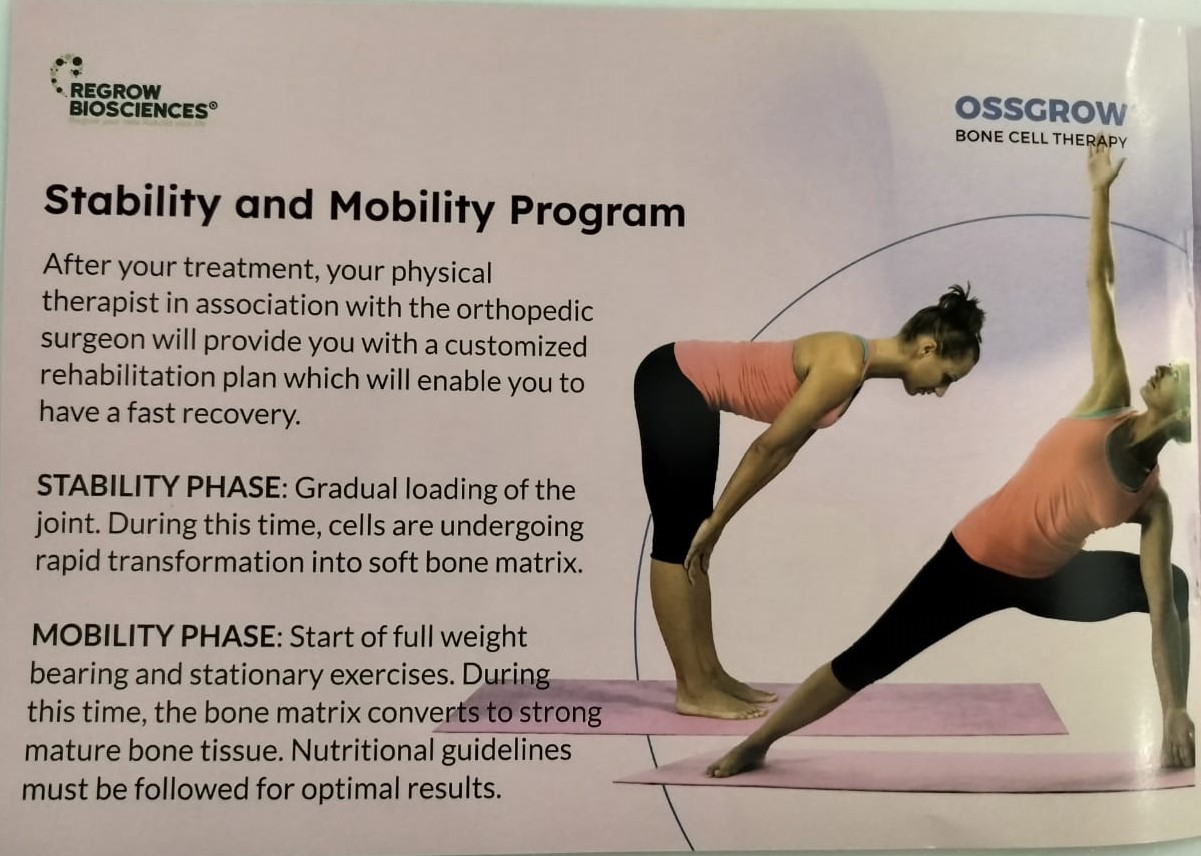 REGROW
BIOSCIENCES®
OSSGROW
BONE CELL THERAPY
Stability and Mobility Program
After your treatment, your physical
therapist in association with the orthopedic
surgeon will provide you with a customized
rehabilitation plan which will enable you to
have a fast recovery.
STABILITY PHASE: Gradual loading of the
joint. During this time, cells are undergoing
rapid transformation into soft bone matrix.
MOBILITY PHASE: Start of full weight
bearing and stationary exercises. During
this time, the bone matrix converts to strong
mature bone tissue. Nutritional guidelines
must be followed for optimal results.